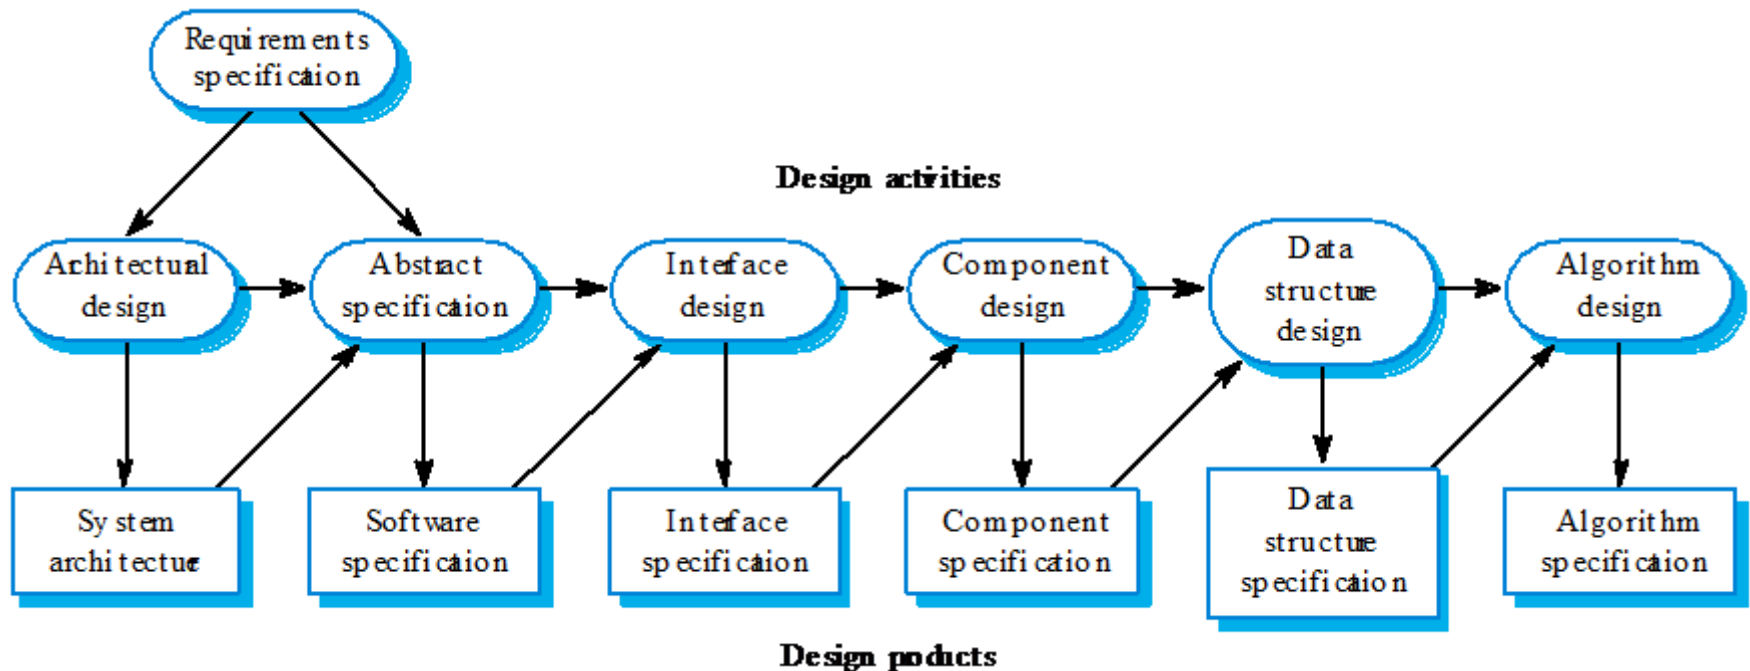 Requirements
specification
Design activities
Architectural
design
Abstract
specification
Interface
design
Component
design
Data
structure
design
Algorithm
design
System
architecture
Software
specification
Interface
specification
Component
specification
Data
structure
specification
Algorithm
specification
Design products